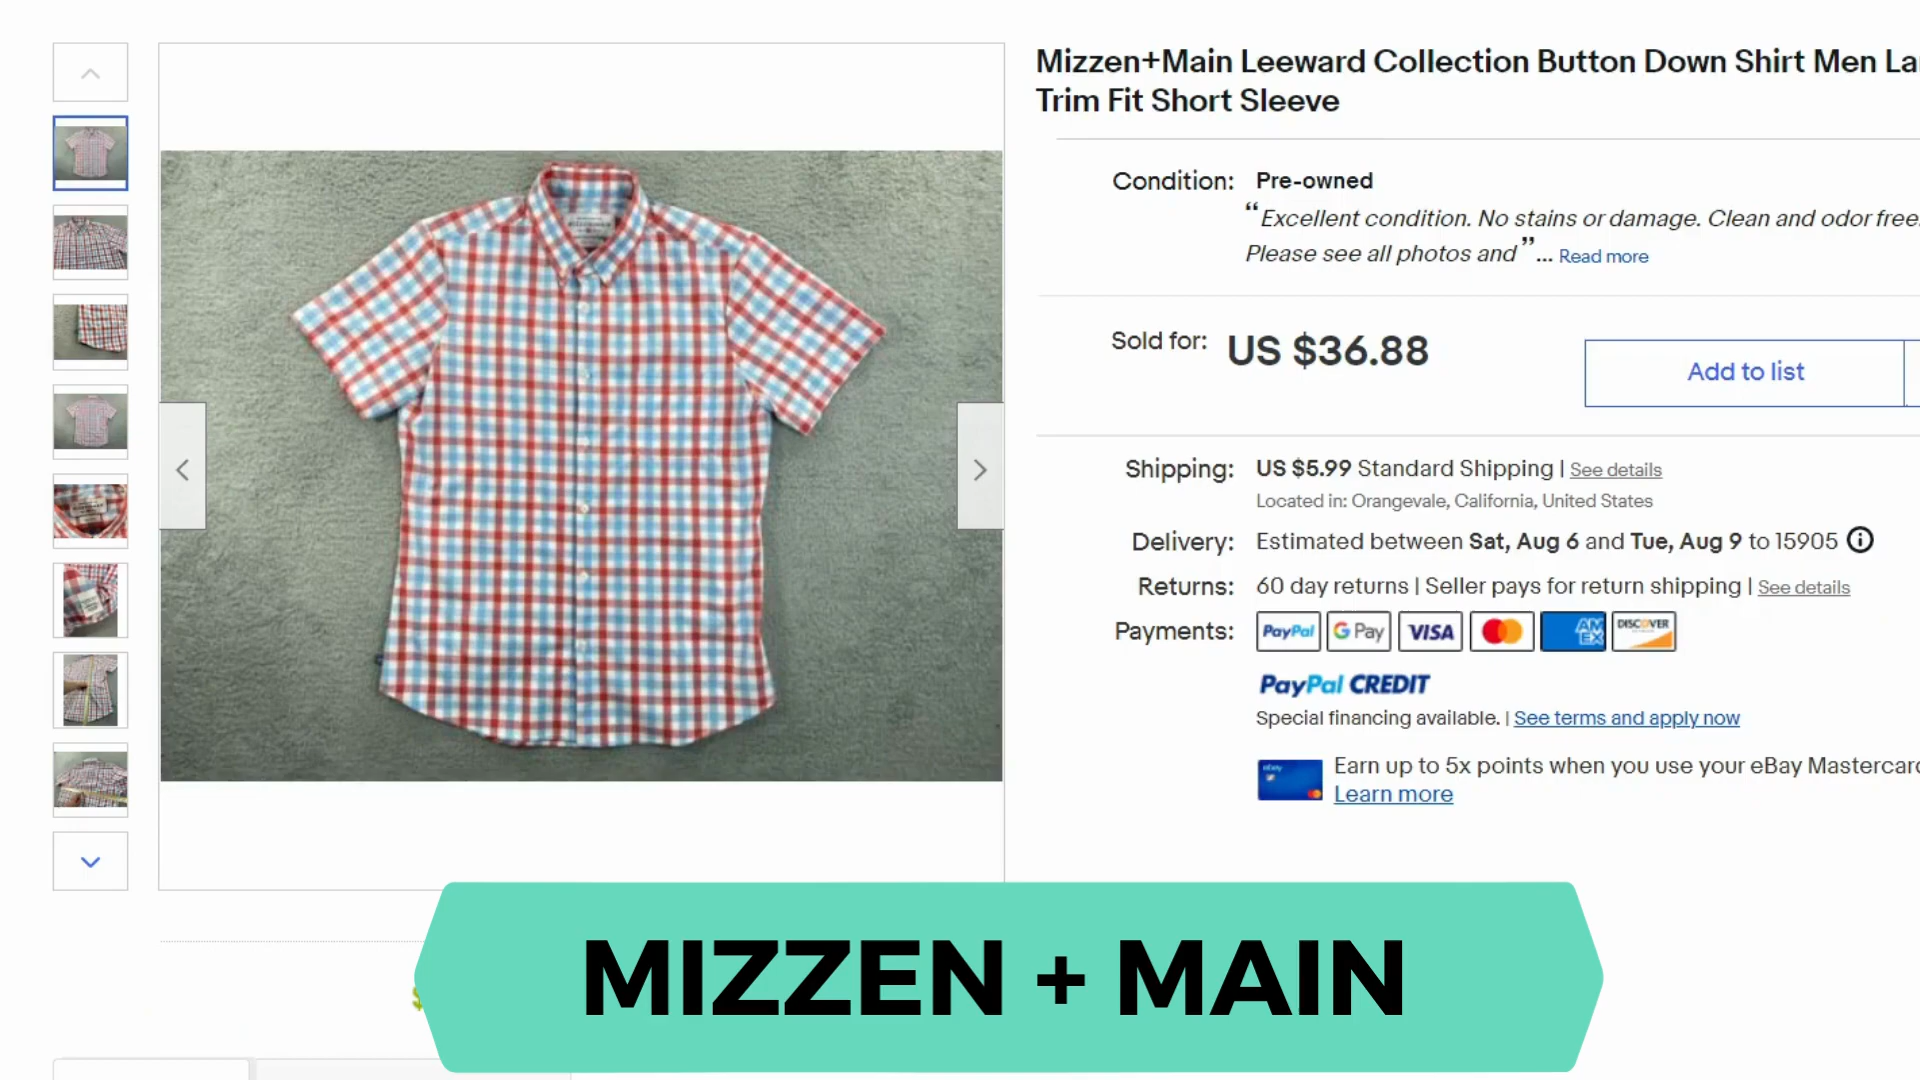 Mizzen+Main Leeward Collection Button Down Shirt Men La
Trim Fit Short Sleeve
Condition: Pre-owned
“Excellent condition. No stains or damage. Clean and odor free.
Please see all photos and”... Read more
Sold for: US $36.88
Add to list
Shipping: US $5.99 Standard Shipping | See details
Located in: Orangevale, California, United States
Delivery: Estimated between Sat, Aug 6 and Tue, Aug 9 to 15905
Returns: 60 day returns | Seller pays for return shipping | See details
Payments: PayPal G Pay VISA AMEX DISCOVER
PayPal CREDIT
Special financing available. | See terms and apply now
ebay
Earn up to 5x points when you use your eBay Mastercard
Learn more
MIZZEN + MAIN